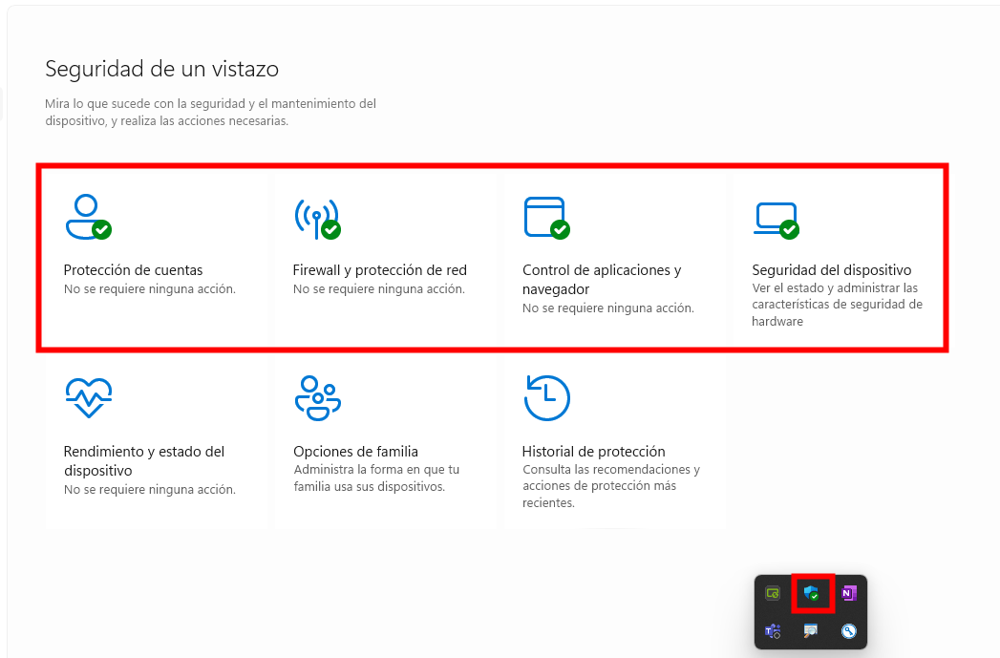 Seguridad de un vistazo
Mira lo que sucede con la seguridad y el mantenimiento del
dispositivo, y realiza las acciones necesarias.
Protección de cuentas
No se requiere ninguna acción.
Firewall y protección de red
No se requiere ninguna acción.
Control de aplicaciones y
navegador
No se requiere ninguna acción.
Seguridad del dispositivo
Ver el estado y administrar las
características de seguridad de
hardware
Rendimiento y estado del
dispositivo
No se requiere ninguna acción.
Opciones de familia
Administra la forma en que tu
familia usa sus dispositivos.
Historial de protección
Consulta las recomendaciones y
acciones de protección más
recientes.
N
T